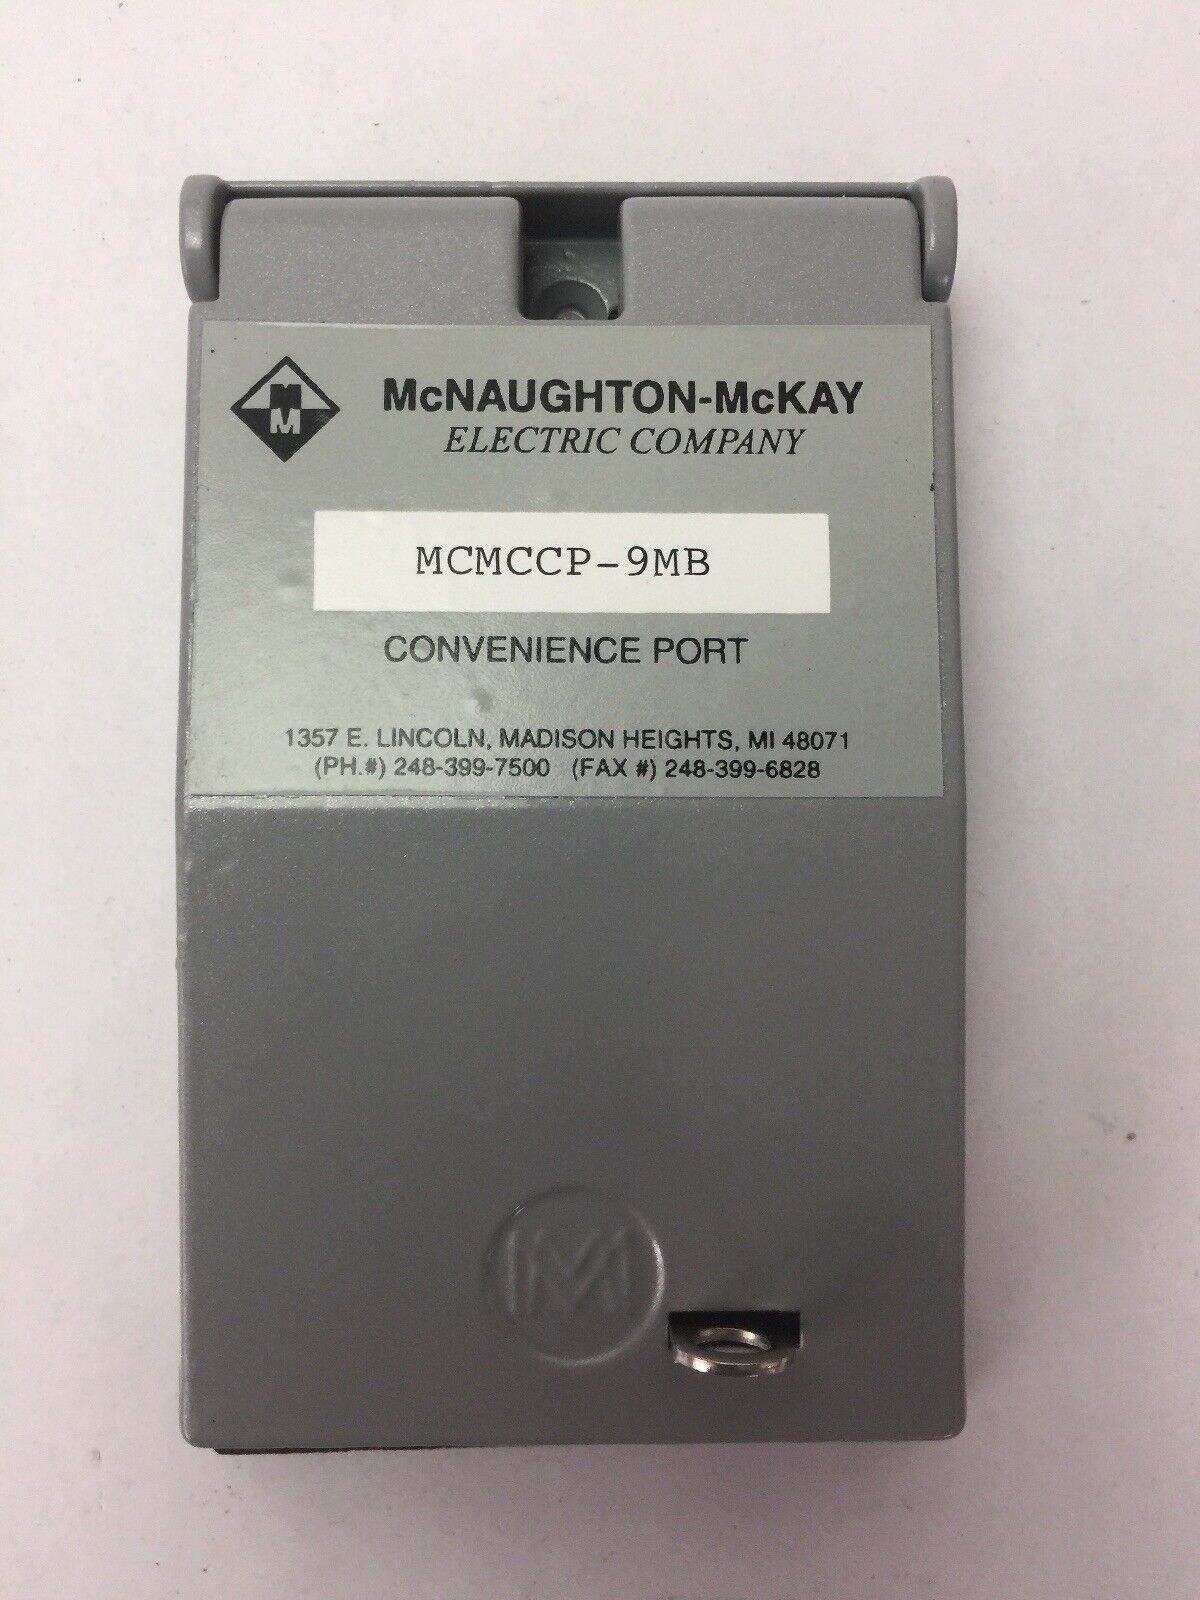 M
M
McNAUGHTON-McKAY
ELECTRIC COMPANY
MCMCCP-9MB
CONVENIENCE PORT
1357 E. LINCOLN, MADISON HEIGHTS, MI 48071
(PH.#) 248-399-7500 (FAX #) 248-399-6828